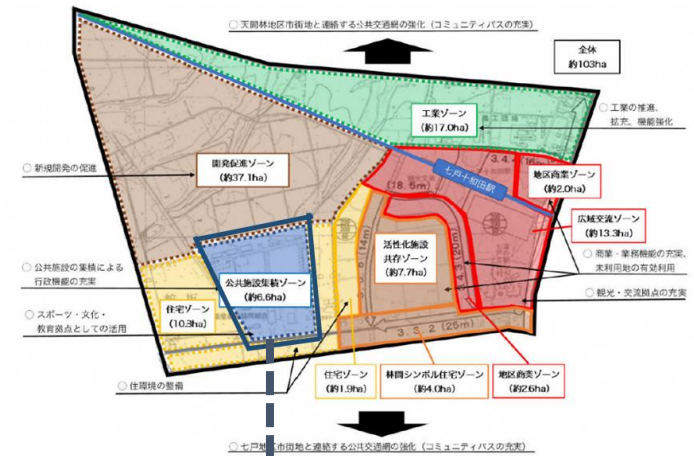 ○ 天間林地区市街地と連絡する公共交通網の強化（コミュニティバスの充実）
全体
約103ha
工業ゾーン
（約17.0ha）
○ 工業の推進、
拡充、機能強化
開発促進ゾーン
（約37.1ha）
○ 新規開発の促進
七戸十和田駅
3.4.4
(18.5m)
地区商業ゾーン
（約2.0ha）
広域交流ゾーン
（約13.3ha）
活性化施設
共存ゾーン
（約7.7ha）
(14m)
3.4.3 (20m)
○ 商業・業務機能の充実、
未利用地の有効利用
○ 公共施設の集積による
行政機能の充実
公共施設集積ゾーン
（約6.6ha）
○ 観光・交流拠点の充実
住宅ゾーン
（10.3ha）
○ スポーツ・文化・
教育拠点としての活用
3.3.2 (25m)
○ 住環境の整備
住宅ゾーン
（約1.9ha）
林間シンボル住宅ゾーン
（約4.0ha）
地区商業ゾーン
（約2.6ha）
○ 七戸地区市街地と連絡する公共交通網の強化（コミュニティバスの充実）